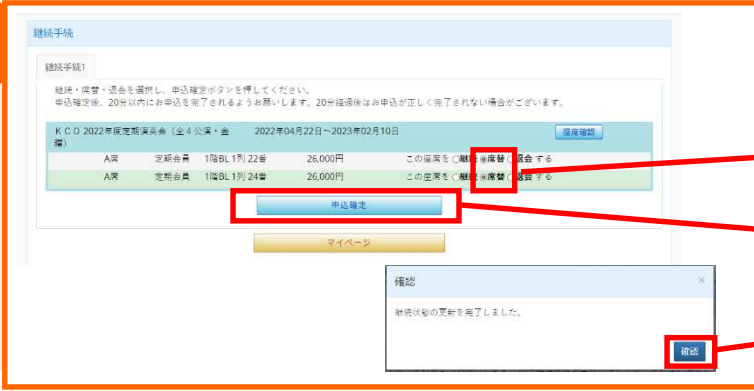 継続手続
継続手続1
継続・席替・退会を選択し、申込確定ボタンを押してください。
申込確定後、20分以内にお申込を完了されるようお願いします。20分経過後はお申込が正しく完了されない場合がございます。
KCO2022年度定期演奏会（全4公演・金曜） 2022年04月22日～2023年02月10日 座席確認
A席 定期会員 1階BL1列22番 26,000円 この座席を 継続 席替 退会 する
A席 定期会員 1階BL1列24番 26,000円 この座席を 継続 席替 退会 する
申込確定
マイページ
確認 ×
継続状態の更新を完了しました。
確認